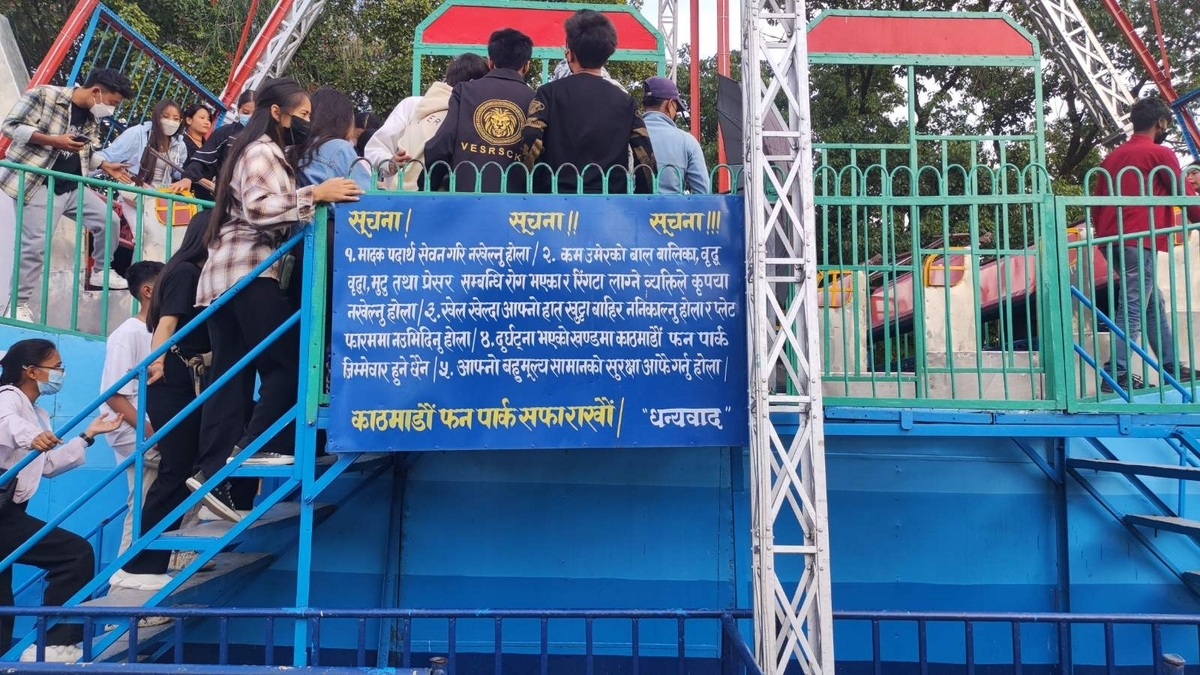 VESRSCK
सूचना/ सूचना!! सूचना!!!
१. मादक पदार्थ सेवन गरि नखेल्नु होला/ २. कम उमेरको बाल बालिका, वृद्ध
वृद्दा, मुटु तथा प्रेसर सम्बन्धि रोग भएका र रिंगटा लाग्ने व्यक्तिले कृपया
नखेल्नु होला/ ३. खेल खेल्दा आफ्नो हात खुट्टा बाहिर ननिकाल्नु होला र प्लेट
फारममा नउभिदिनु होला/ ४. दुर्घटना भएको खण्डमा काठमाडौं फन पार्क
जिम्मेवार हुने छैन/ ५. आफ्नो बहुमूल्य सामानको सुरक्षा आफै गर्नु होला/
काठमाडौं फन पार्क सफा राखौं/ "धन्यवाद"